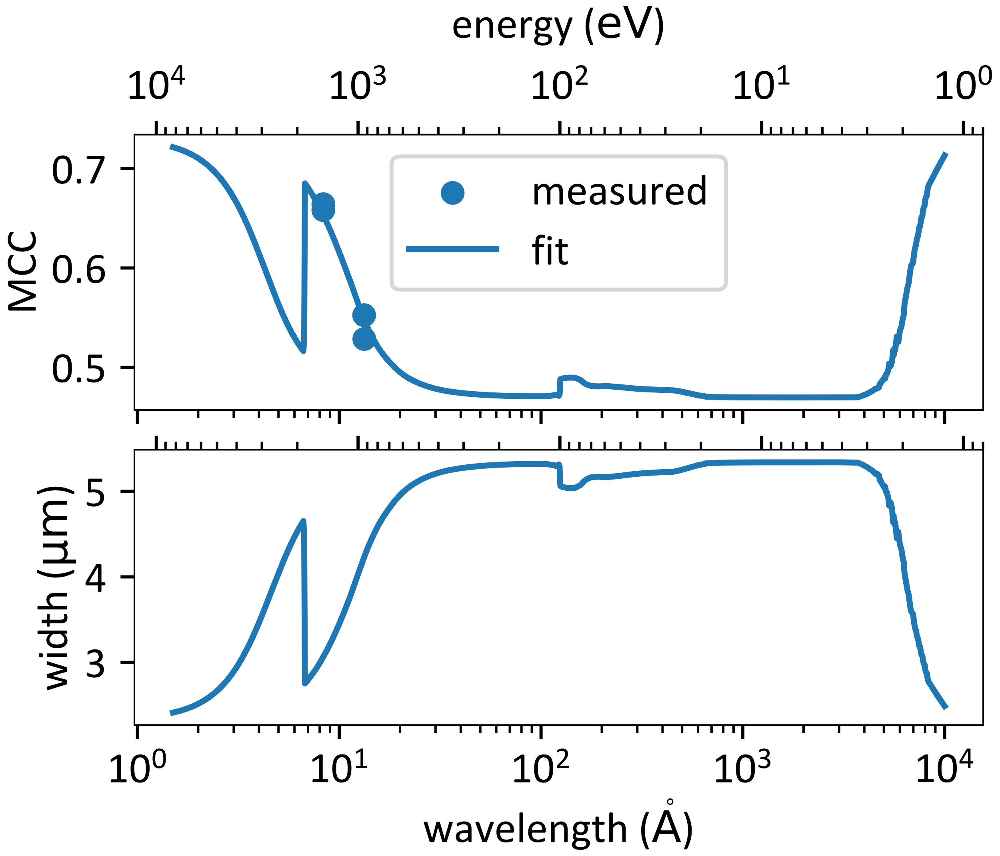 energy (eV)
10⁴ 10³ 10² 10¹ 10⁰
MCC
0.7
0.6
0.5
measured
fit
width (μm)
5
4
3
10⁰ 10¹ 10² 10³ 10⁴
wavelength (Å)